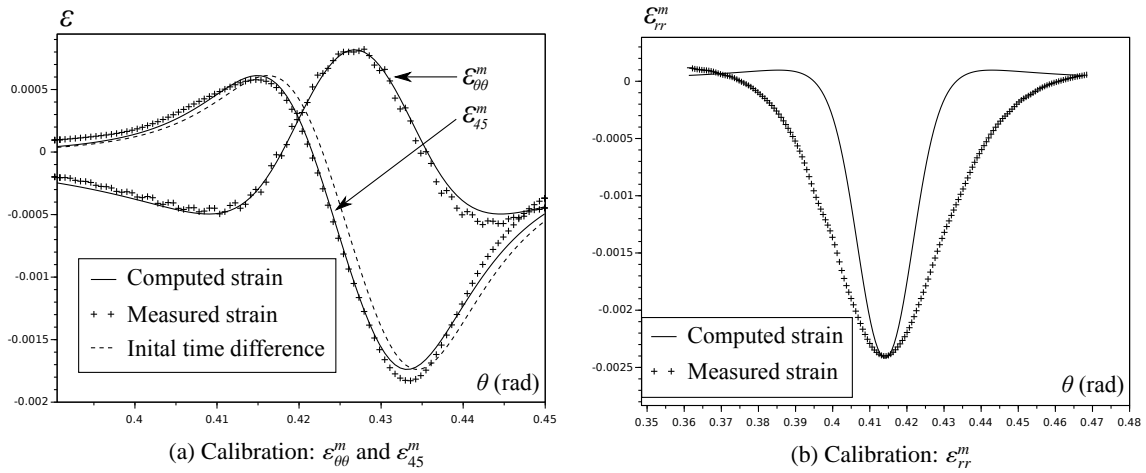 ε
0.0005
0
-0.0005
-0.001
-0.0015
-0.002
0.4
0.41
0.42
0.43
0.44
0.45
θ (rad)
ε^m_θθ
ε^m_45
Computed strain
Measured strain
Inital time difference
(a) Calibration: ε^m_θθ and ε^m_45
ε^m_rr
0
-0.0005
-0.001
-0.0015
-0.002
-0.0025
0.35
0.36
0.37
0.38
0.39
0.4
0.41
0.42
0.43
0.44
0.45
0.46
0.47
0.48
θ (rad)
Computed strain
Measured strain
(b) Calibration: ε^m_rr